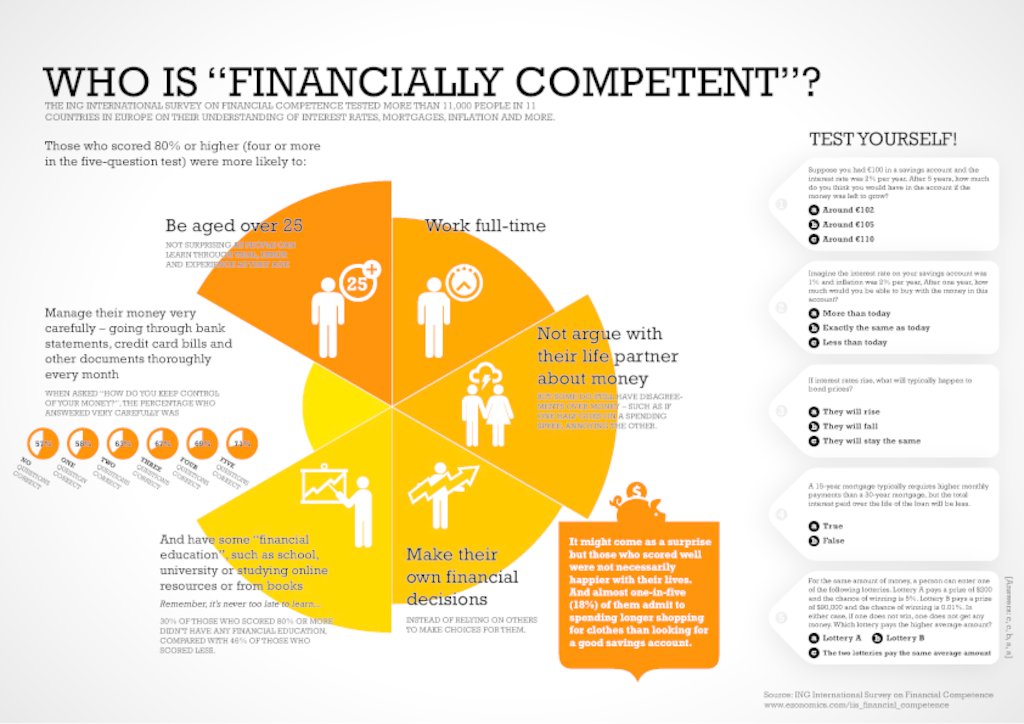 WHO IS “FINANCIALLY COMPETENT”?
THE ING INTERNATIONAL SURVEY ON FINANCIAL COMPETENCE TESTED MORE THAN 11,000 PEOPLE IN 11
COUNTRIES IN EUROPE ON THEIR UNDERSTANDING OF INTEREST RATES, MORTGAGES, INFLATION AND MORE.
Those who scored 80% or higher (four or more
in the five-question test) were more likely to:
Be aged over 25
NOT SURPRISING AS PEOPLE CAN
LEARN THROUGH
AND EXPERIENCE
25
Work full-time
Not argue with
their life partner
about money
BUT SOME DO STILL HAVE DISAGREE-
MENTS OVER MONEY – SUCH AS IF
ONE HALF GOES ON A SPENDING
SPREE, ANNOYING THE OTHER.
Manage their money very
carefully – going through bank
statements, credit card bills and
other documents thoroughly
every month
WHEN ASKED “HOW DO YOU KEEP CONTROL
OF YOUR MONEY?”, THE PERCENTAGE WHO
ANSWERED VERY CAREFULLY WAS
57% 58% 63% 67% 69% 71%
NO QUESTIONS CORRECT
ONE QUESTION CORRECT
TWO QUESTIONS CORRECT
THREE QUESTIONS CORRECT
FOUR QUESTIONS CORRECT
FIVE QUESTIONS CORRECT
And have some “financial
education”, such as school,
university or studying online
resources or from books
Remember, it's never too late to learn...
30% OF THOSE WHO SCORED 80% OR MORE
DIDN'T HAVE ANY FINANCIAL EDUCATION,
COMPARED WITH 46% OF THOSE WHO
SCORED LESS.
Make their
own financial
decisions
INSTEAD OF RELYING ON OTHERS
TO MAKE CHOICES FOR THEM.
$
It might come as a surprise
but those who scored well
were not necessarily
happier with their lives.
And almost one-in-five
(18%) of them admit to
spending longer shopping
for clothes than looking for
a good savings account.
TEST YOURSELF!
1
Suppose you had €100 in a savings account and the
interest rate was 2% per year. After 5 years, how much
do you think you would have in the account if the
money was left to grow?
a Around €102
b Around €105
c Around €110
2
Imagine the interest rate on your savings account was
1% and inflation was 2% per year. After one year, how
much would you be able to buy with the money in this
account?
a More than today
b Exactly the same as today
c Less than today
3
If interest rates rise, what will typically happen to
bond prices?
a They will rise
b They will fall
c They will stay the same
4
A 15-year mortgage typically requires higher monthly
payments than a 30-year mortgage, but the total
interest paid over the life of the loan will be less.
a True
b False
5
For the same amount of money, a person can enter one
of the following lotteries. Lottery A pays a prize of $200
and the chance of winning is 5%. Lottery B pays a prize
of $90,000 and the chance of winning is 0.01%. In
either case, if one does not win, one does not get any
money. Which lottery pays the higher average amount?
a Lottery A b Lottery B
c The two lotteries pay the same average amount
[Answers: c, c, b, a, a]
Source: ING International Survey on Financial Competence
www.ezonomics.com/iis_financial_competence